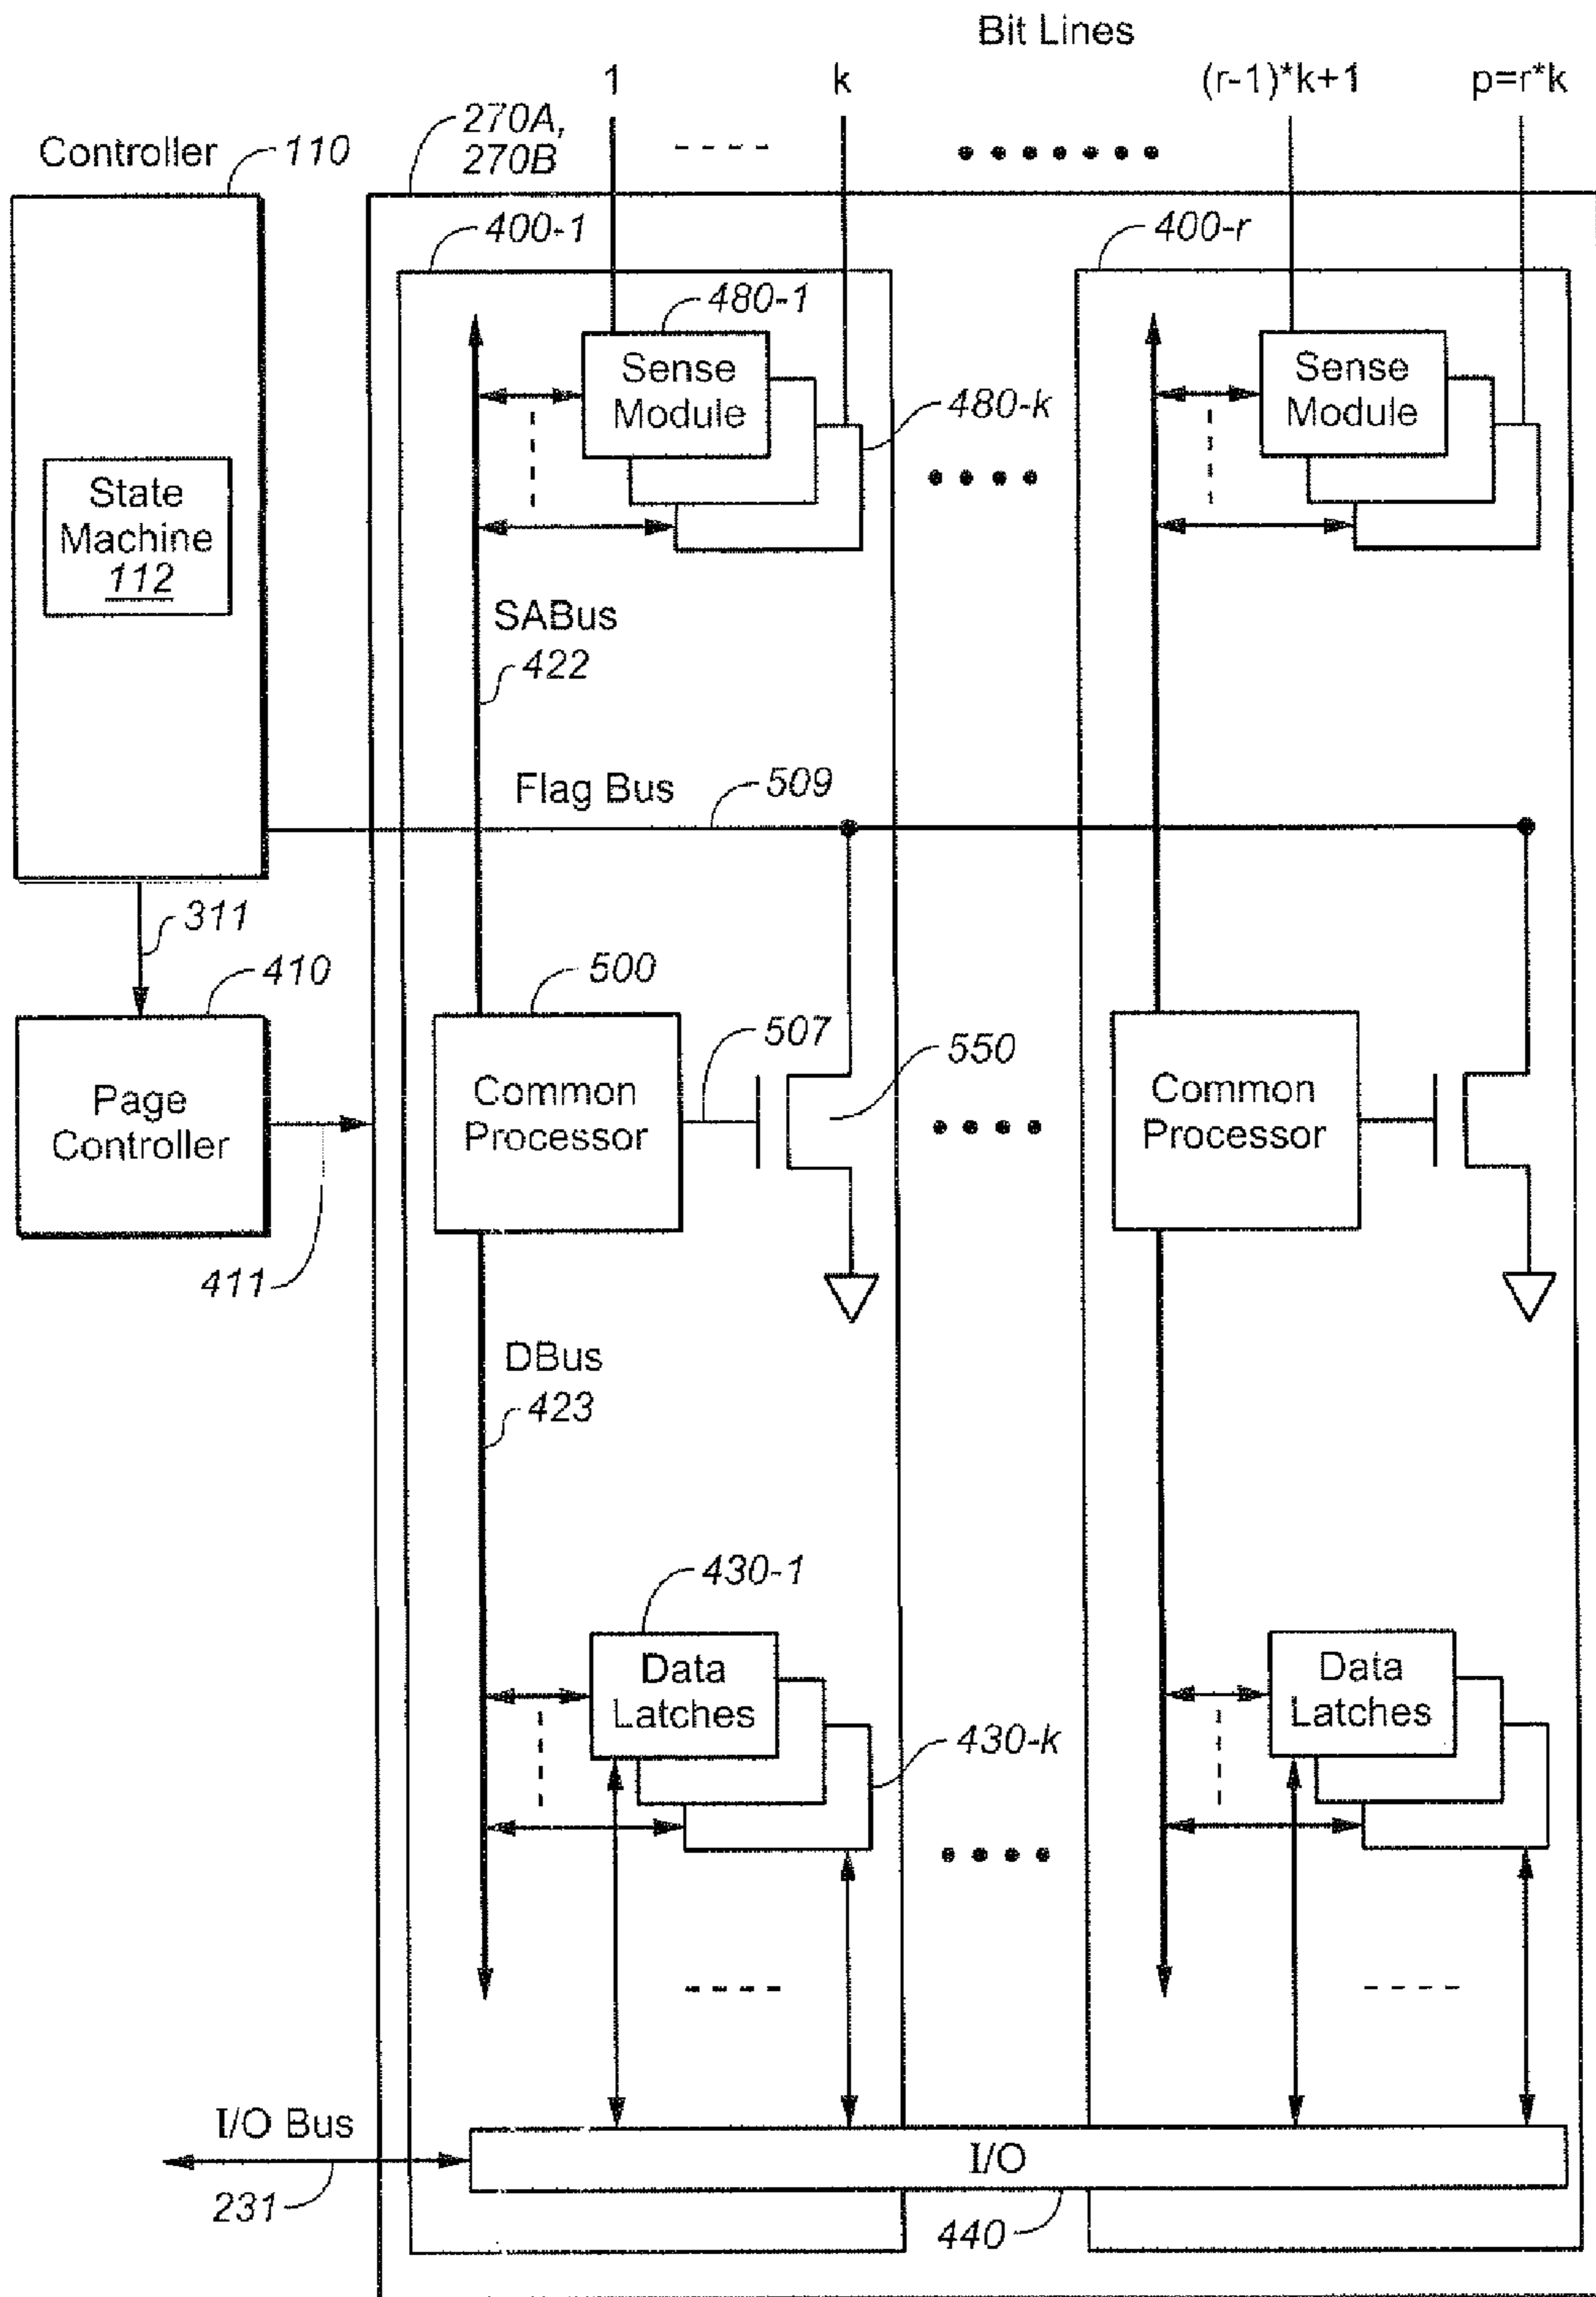 Bit Lines
1
k
(r-1)*k+1
p=r*k
270A,
270B
Controller
110
400-1
400-r
480-1
Sense
Module
480-k
Sense
Module
State
Machine
112
SABus
422
Flag Bus
509
311
410
500
507
550
Page
Controller
Common
Processor
Common
Processor
411
DBus
423
430-1
Data
Latches
430-k
Data
Latches
I/O Bus
231
I/O
440